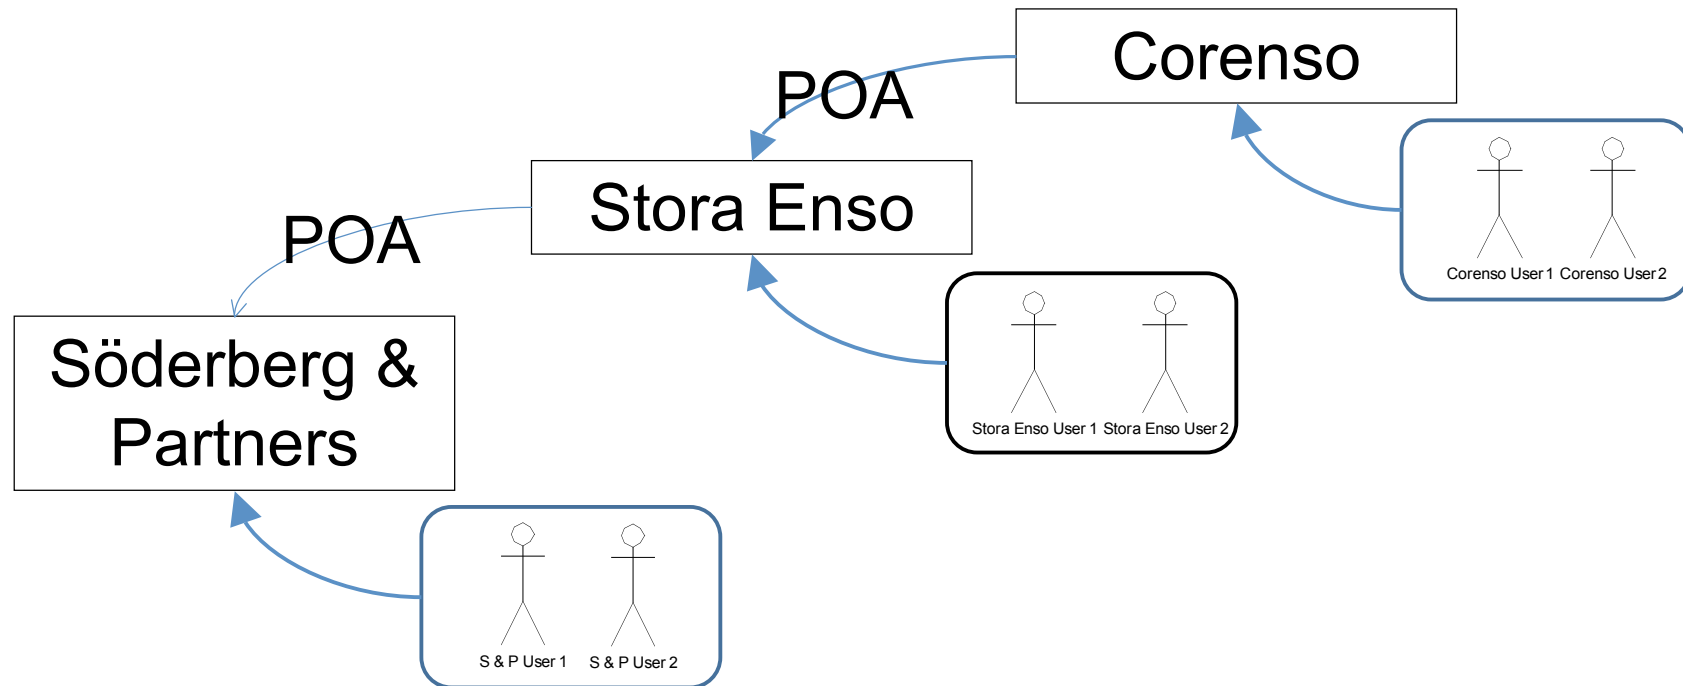 Corenso
POA
Stora Enso
POA
Söderberg &
Partners
Corenso User 1 Corenso User 2
Stora Enso User 1 Stora Enso User 2
S & P User 1 S & P User 2